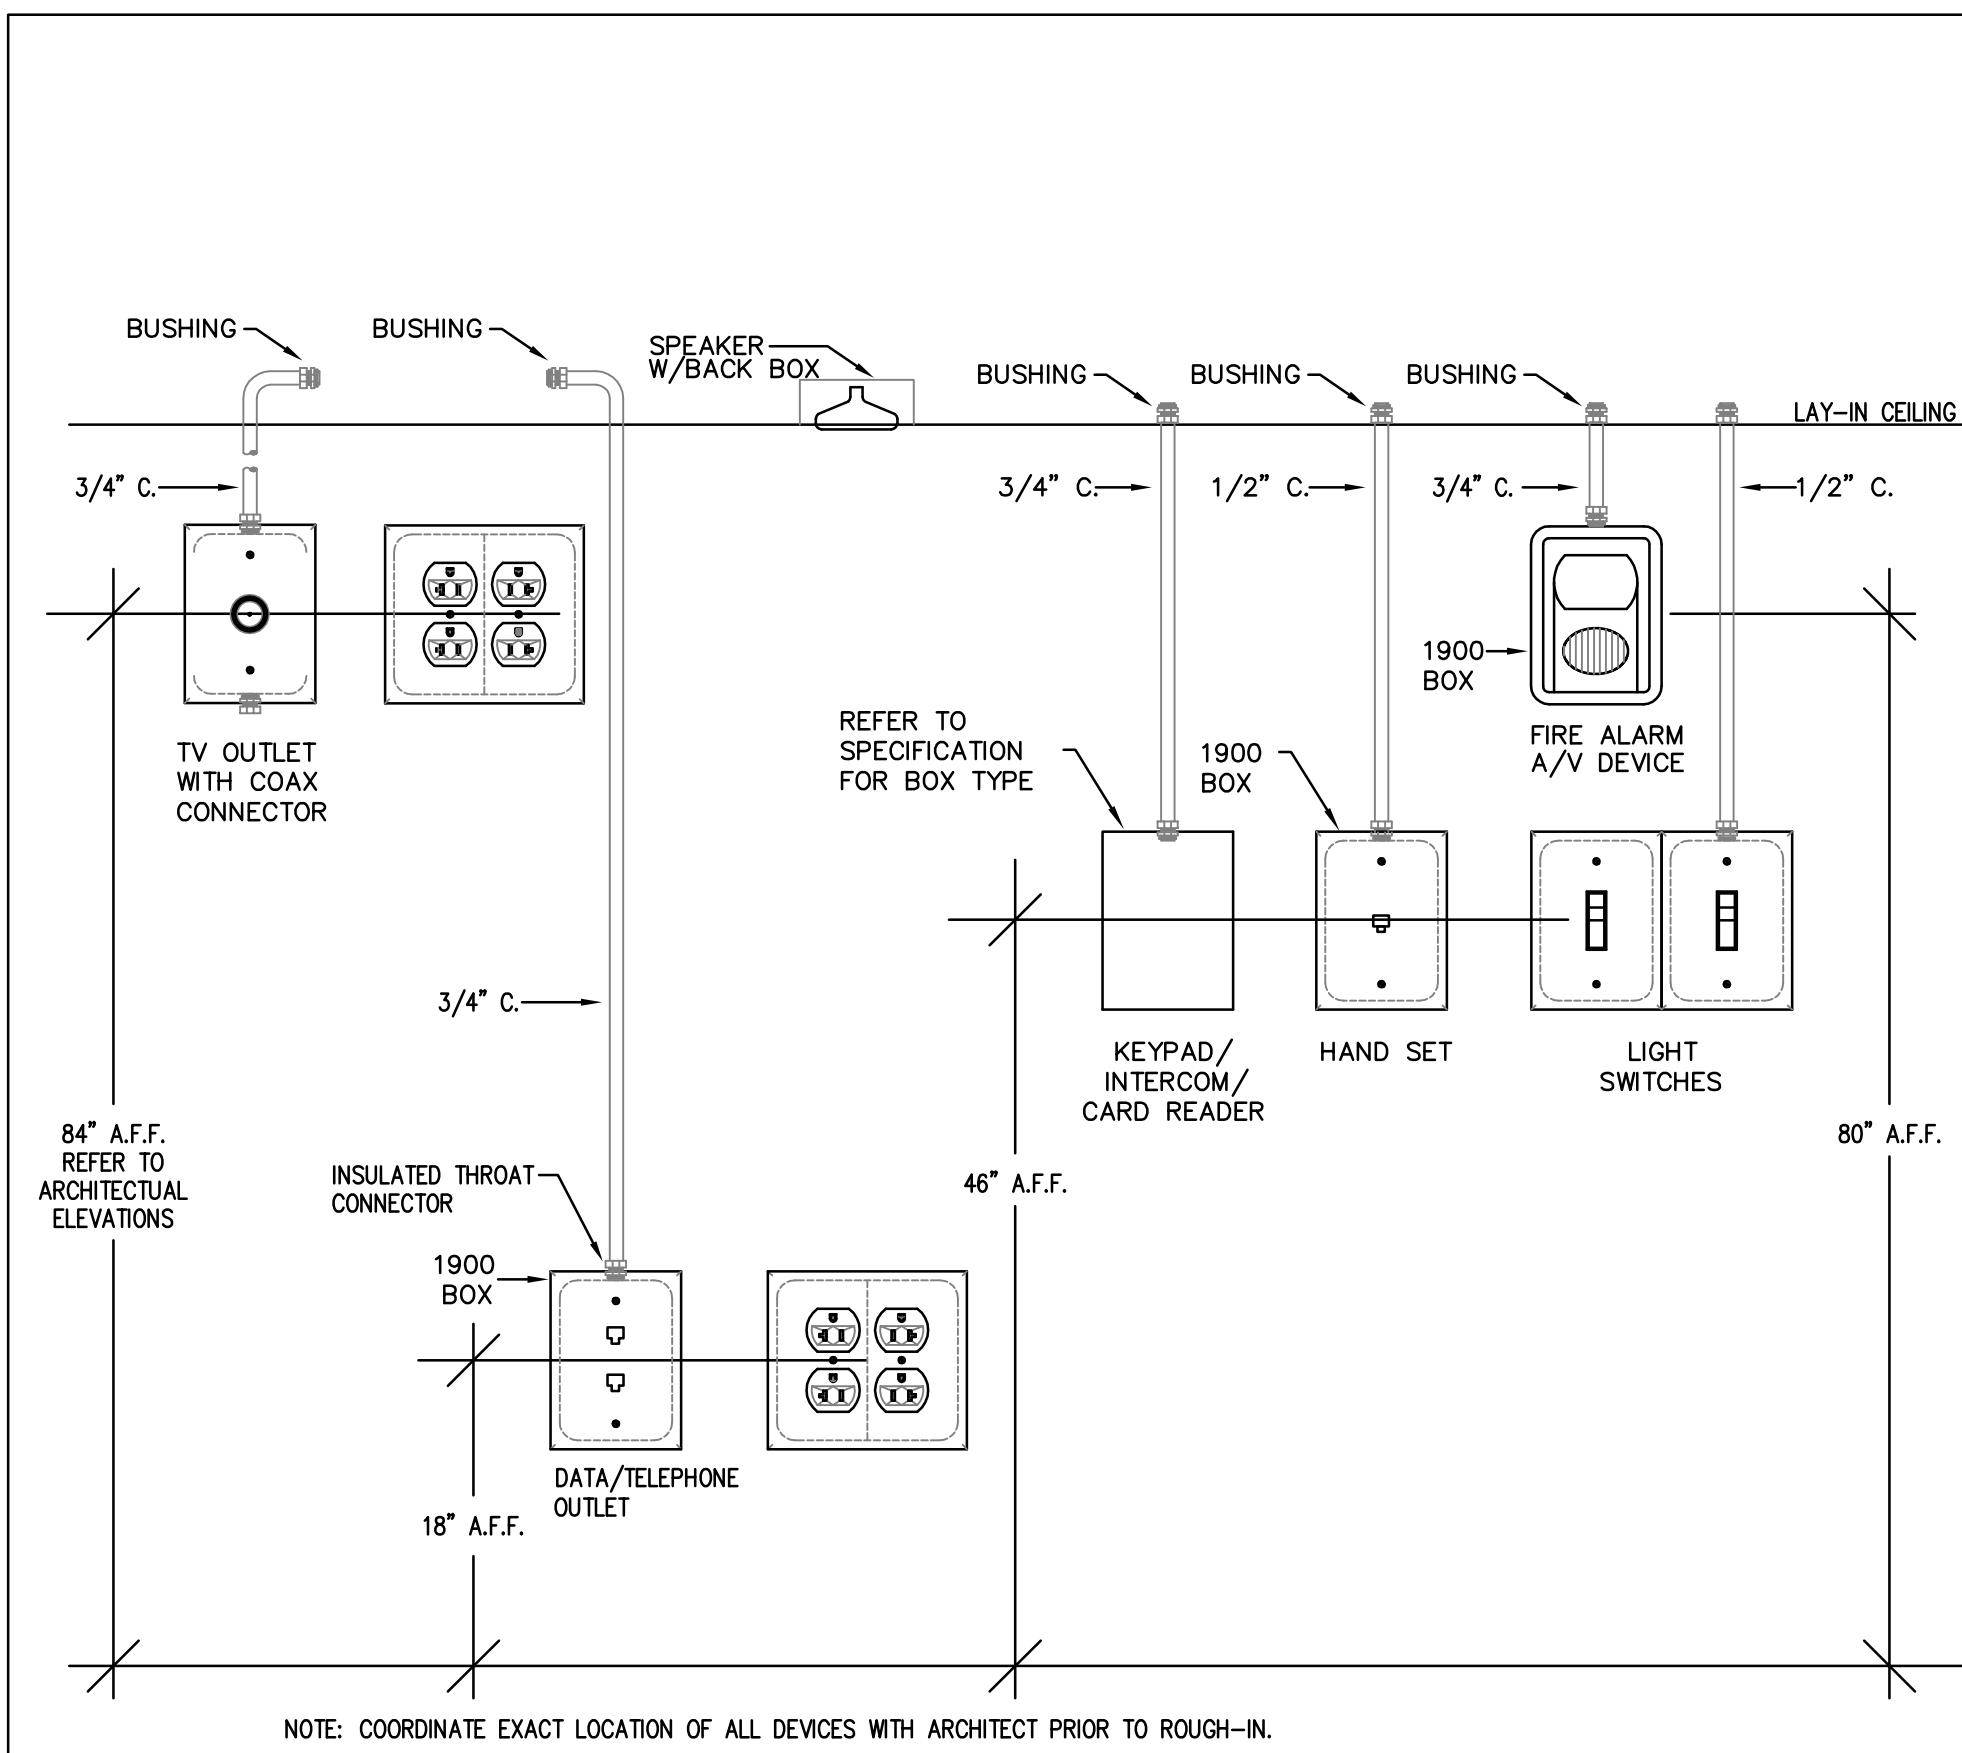 BUSHING
BUSHING
SPEAKER
W/BACK BOX
BUSHING
BUSHING
BUSHING
LAY-IN CEILING
3/4" C.
3/4" C.
1/2" C.
3/4" C.
1/2" C.
1900
BOX
TV OUTLET
WITH COAX
CONNECTOR
REFER TO
SPECIFICATION
FOR BOX TYPE
1900
BOX
FIRE ALARM
A/V DEVICE
3/4" C.
KEYPAD/
INTERCOM/
CARD READER
HAND SET
LIGHT
SWITCHES
84" A.F.F.
REFER TO
ARCHITECTUAL
ELEVATIONS
INSULATED THROAT
CONNECTOR
46" A.F.F.
80" A.F.F.
1900
BOX
DATA/TELEPHONE
OUTLET
18" A.F.F.
NOTE: COORDINATE EXACT LOCATION OF ALL DEVICES WITH ARCHITECT PRIOR TO ROUGH-IN.